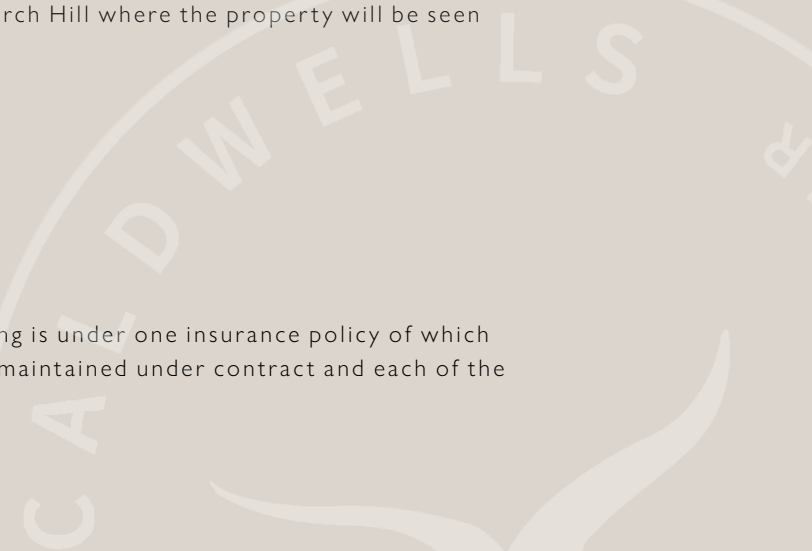 rch Hill where the property will be seen
CALDWELLS
R
ng is under one insurance policy of which
maintained under contract and each of the